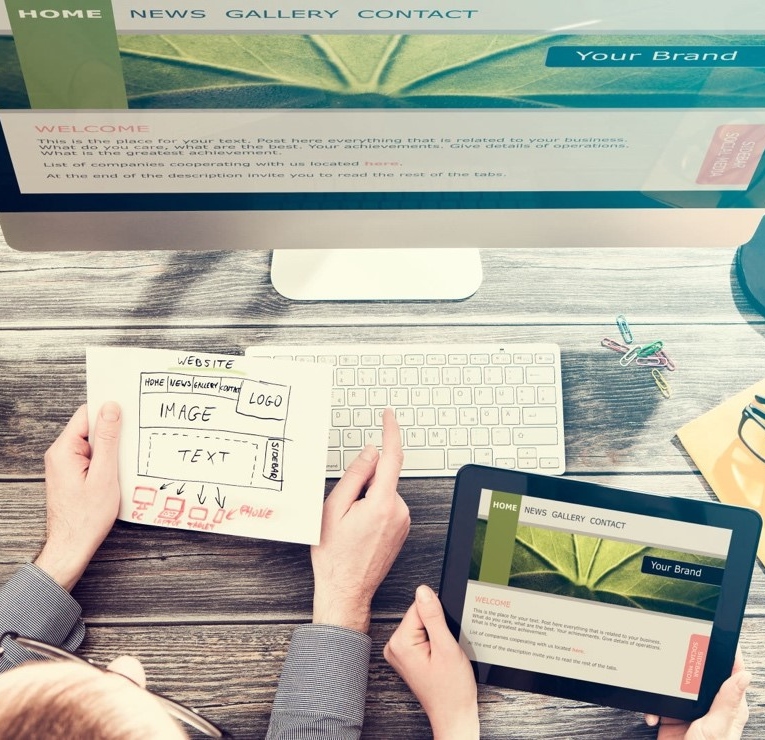 HOME NEWS GALLERY CONTACT
Your Brand
WELCOME
This is the place for your text. Post here everything that is related to your business.
What do you care, what are the best. Your achievements. Give details of operations.
What is the greatest achievement.
List of companies cooperating with us located here.
At the end of the description invite you to read the rest of the tabs.
SIDEBAR
SOCIAL MEDIA
WEBSITE
HOME NEWS GALLERY CONTACT
LOGO
IMAGE
TEXT
SIDEBAR
PC LAPTOP TABLET PHONE
HOME NEWS GALLERY CONTACT
Your Brand
WELCOME
This is the place for your text. Post here everything that is related to your business.
What do you care, what are the best. Your achievements. Give details of operations.
What is the greatest achievement.
List of companies cooperating with us located here.
At the end of the description invite you to read the rest of the tabs.
SIDEBAR
SOCIAL MEDIA